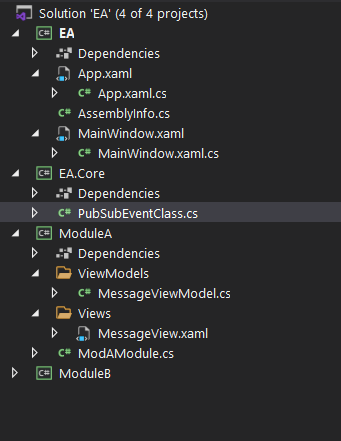 Solution 'EA' (4 of 4 projects)
C# EA
Dependencies
App.xaml
C# App.xaml.cs
C# AssemblyInfo.cs
MainWindow.xaml
C# MainWindow.xaml.cs
C# EA.Core
Dependencies
C# PubSubEventClass.cs
C# ModuleA
Dependencies
ViewModels
C# MessageViewModel.cs
Views
MessageView.xaml
C# ModAModule.cs
C# ModuleB